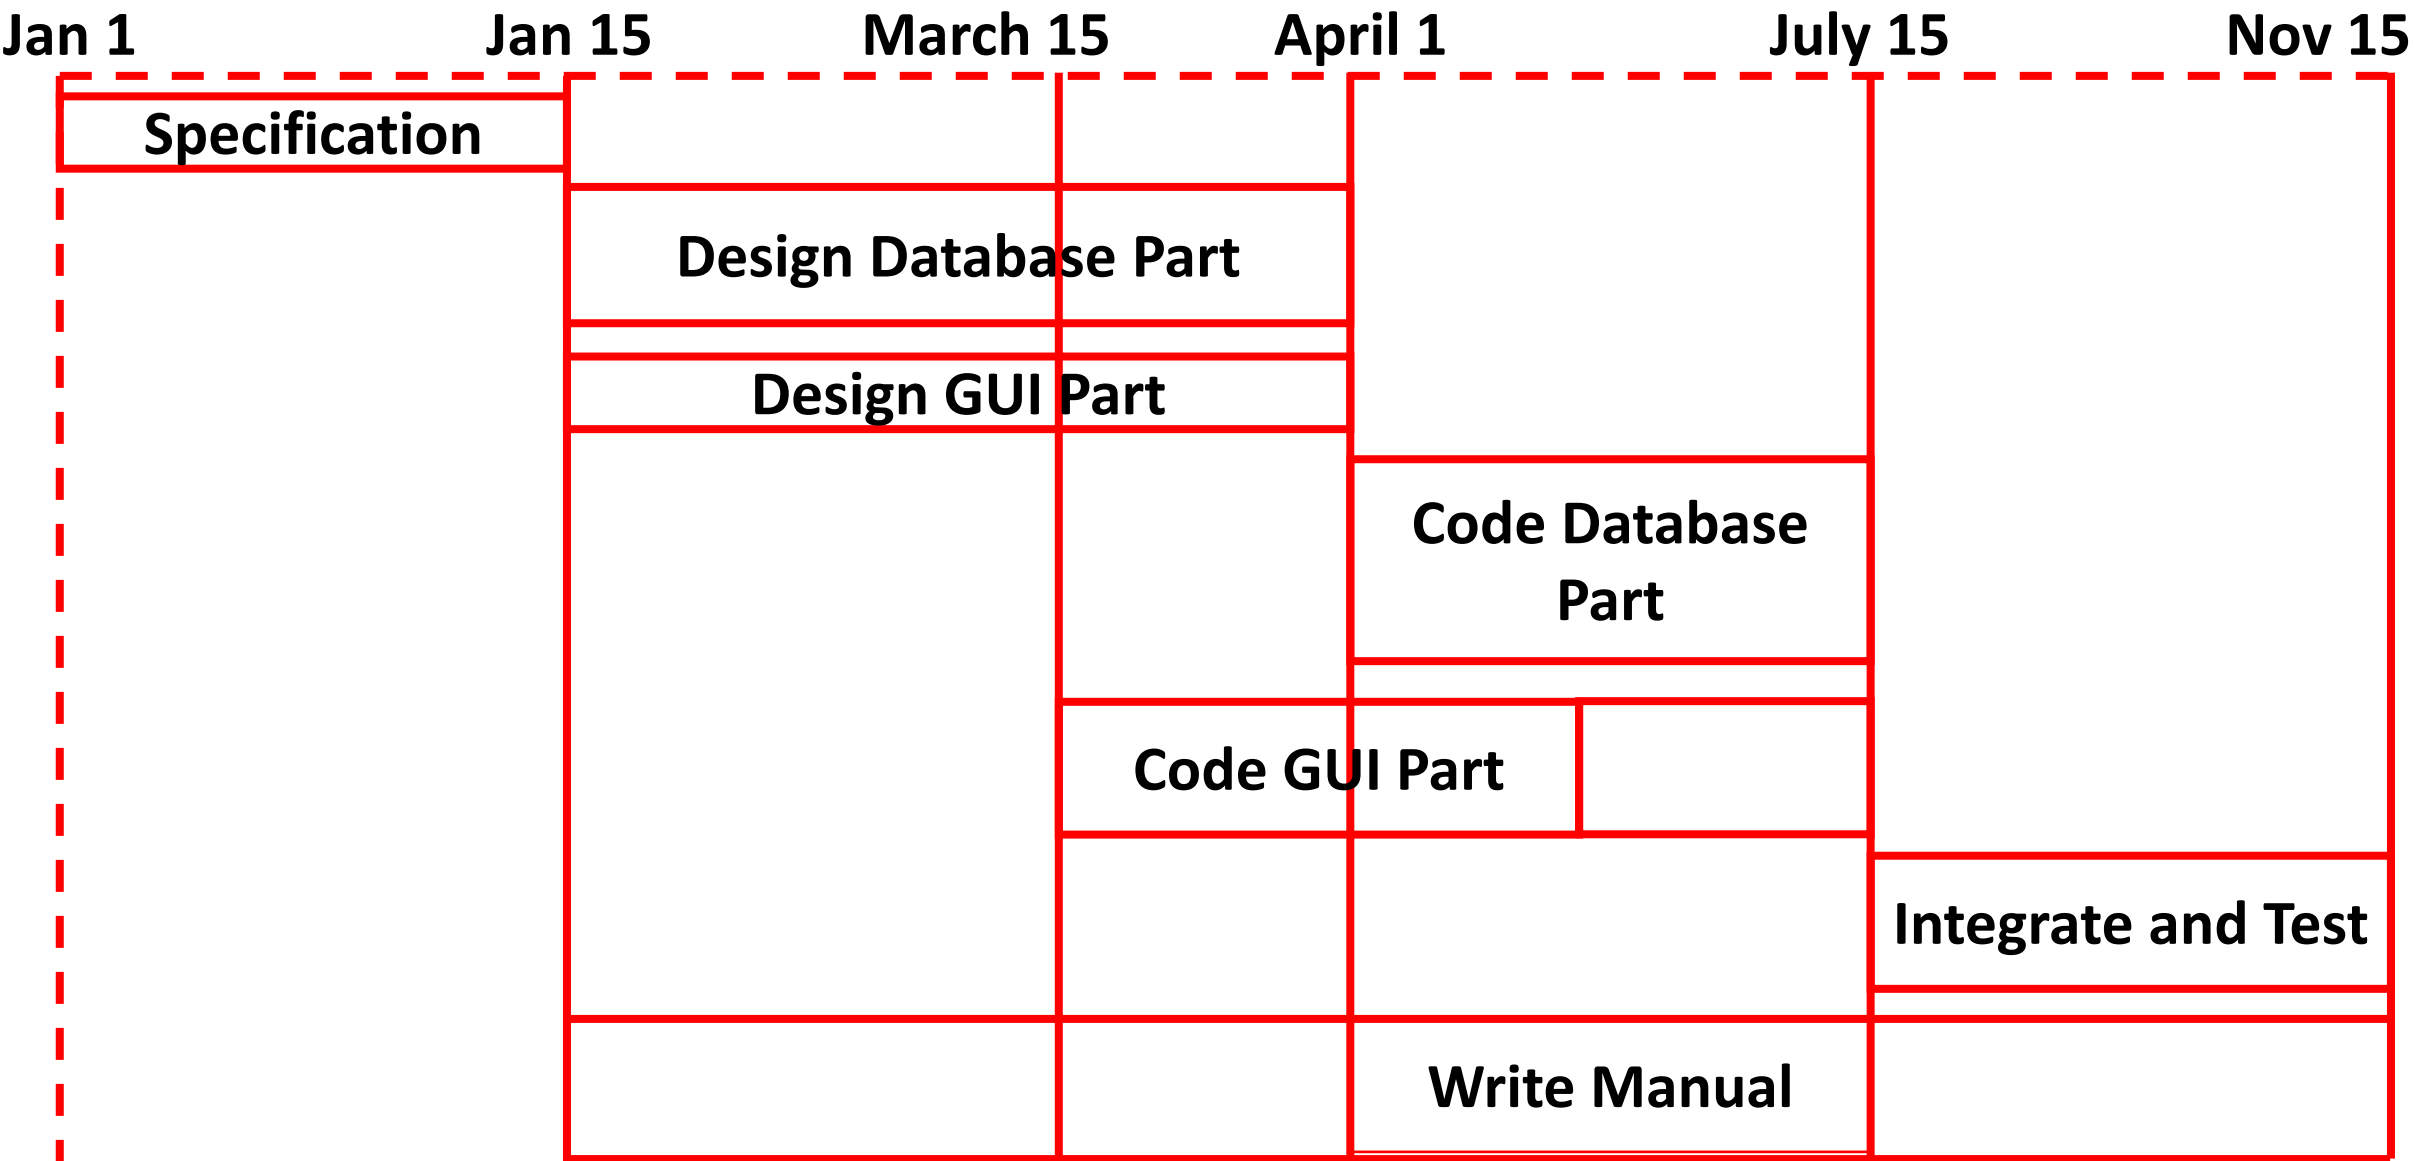 Jan 1 Jan 15 March 15 April 1 July 15 Nov 15
Specification
Design Database Part
Design GUI Part
Code Database
Part
Code GUI Part
Integrate and Test
Write Manual